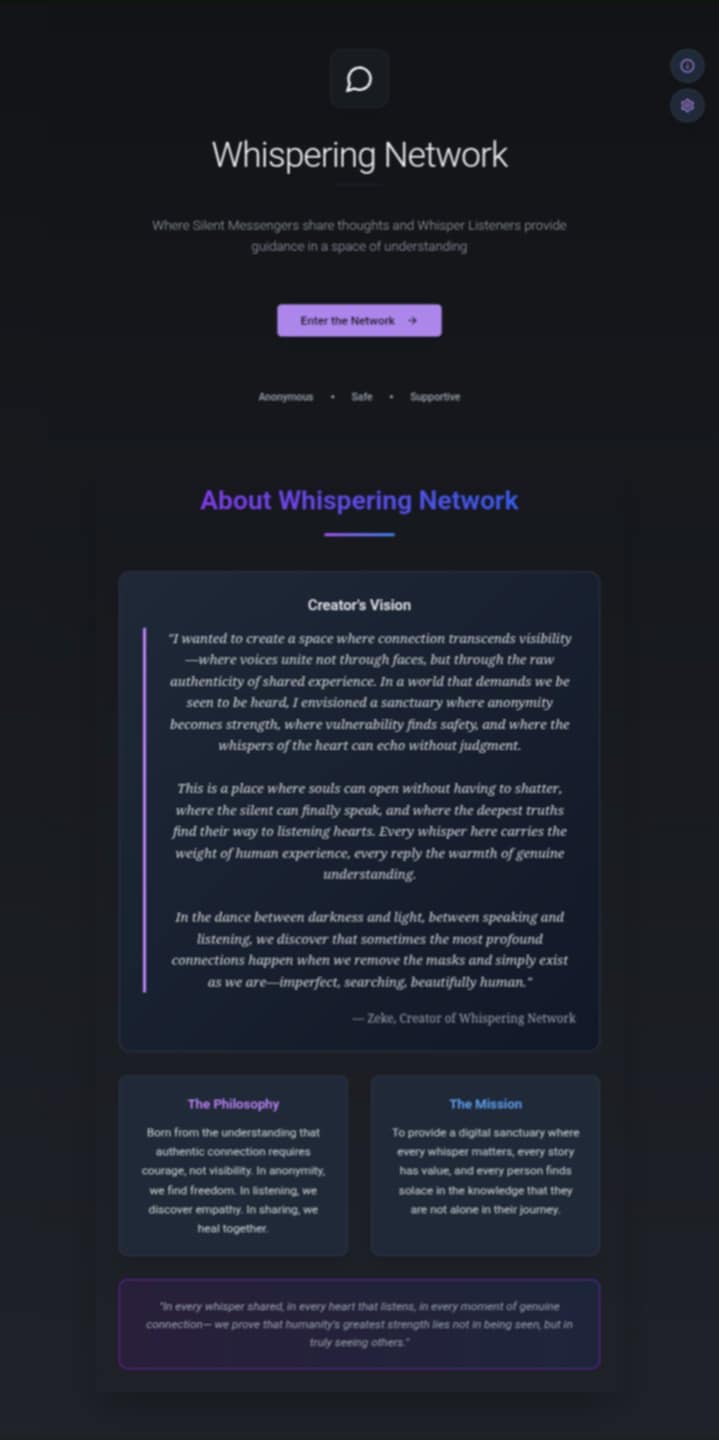 Whispering Network
Where Silent Messengers share thoughts and Whisper Listeners provide
guidance in a space of understanding
Enter the Network →
Anonymous • Safe • Supportive
About Whispering Network
Creator's Vision
"I wanted to create a space where connection transcends visibility
—where voices unite not through faces, but through the raw
authenticity of shared experience. In a world that demands we be
seen to be heard, I envisioned a sanctuary where anonymity
becomes strength, where vulnerability finds safety, and where the
whispers of the heart can echo without judgment.
This is a place where souls can open without having to shatter,
where the silent can finally speak, and where the deepest truths
find their way to listening hearts. Every whisper here carries the
weight of human experience, every reply the warmth of genuine
understanding.
In the dance between darkness and light, between speaking and
listening, we discover that sometimes the most profound
connections happen when we remove the masks and simply exist
as we are—imperfect, searching, beautifully human."
— Zeke, Creator of Whispering Network
The Philosophy
Born from the understanding that
authentic connection requires
courage, not visibility. In anonymity,
we find freedom. In listening, we
discover empathy. In sharing, we
heal together.
The Mission
To provide a digital sanctuary where
every whisper matters, every story
has value, and every person finds
solace in the knowledge that they
are not alone in their journey.
"In every whisper shared, in every heart that listens, in every moment of genuine
connection— we prove that humanity's greatest strength lies not in being seen, but in
truly seeing others."